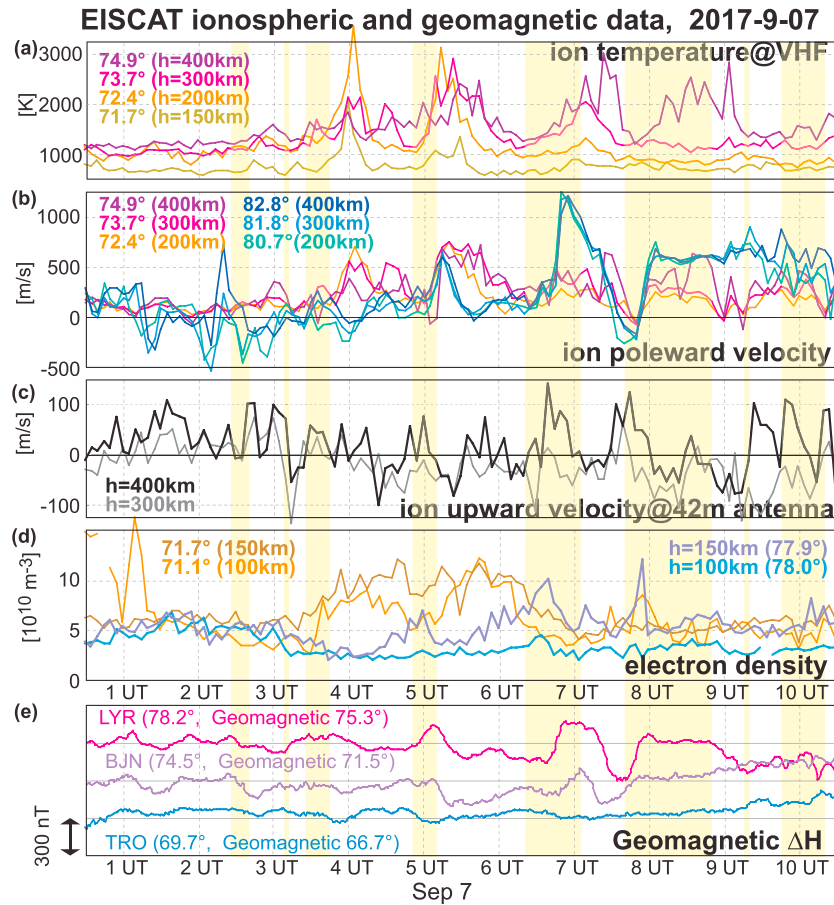 EISCAT ionospheric and geomagnetic data, 2017-9-07
(a)
ion temperature@VHF
74.9° (h=400km)
73.7° (h=300km)
72.4° (h=200km)
71.7° (h=150km)
[K]
3000
2000
1000
(b)
74.9° (400km) 82.8° (400km)
73.7° (300km) 81.8° (300km)
72.4° (200km) 80.7° (200km)
[m/s]
1000
500
0
-500
ion poleward velocity
(c)
[m/s]
100
0
-100
h=400km
h=300km
ion upward velocity@42m antenna
(d)
71.7° (150km) h=150km (77.9°)
71.1° (100km) h=100km (78.0°)
[10¹⁰ m⁻³]
10
5
0
electron density
1 UT 2 UT 3 UT 4 UT 5 UT 6 UT 7 UT 8 UT 9 UT 10 UT
(e)
LYR (78.2°, Geomagnetic 75.3°)
BJN (74.5°, Geomagnetic 71.5°)
300 nT
TRO (69.7°, Geomagnetic 66.7°)
Geomagnetic ΔH
1 UT 2 UT 3 UT 4 UT 5 UT 6 UT 7 UT 8 UT 9 UT 10 UT
Sep 7